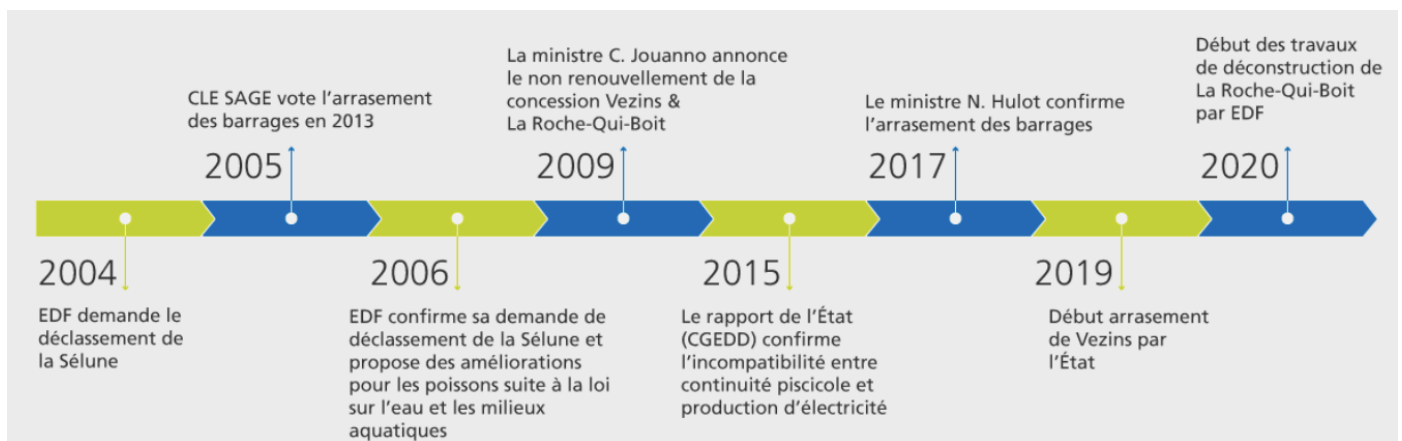 2004
EDF demande le
déclassement de
la Sélune
CLE SAGE vote l’arrasement
des barrages en 2013
2005
2006
EDF confirme sa demande de
déclassement de la Sélune et
propose des améliorations
pour les poissons suite à la loi
sur l’eau et les milieux
aquatiques
La ministre C. Jouanno annonce
le non renouvellement de la
concession Vezins &
La Roche-Qui-Boit
2009
2015
Le rapport de l’État
(CGEDD) confirme
l’incompatibilité entre
continuité piscicole et
production d’électricité
Le ministre N. Hulot confirme
l’arrasement des barrages
2017
2019
Début arrasement
de Vezins par
l’État
Début des travaux
de déconstruction de
La Roche-Qui-Boit
par EDF
2020